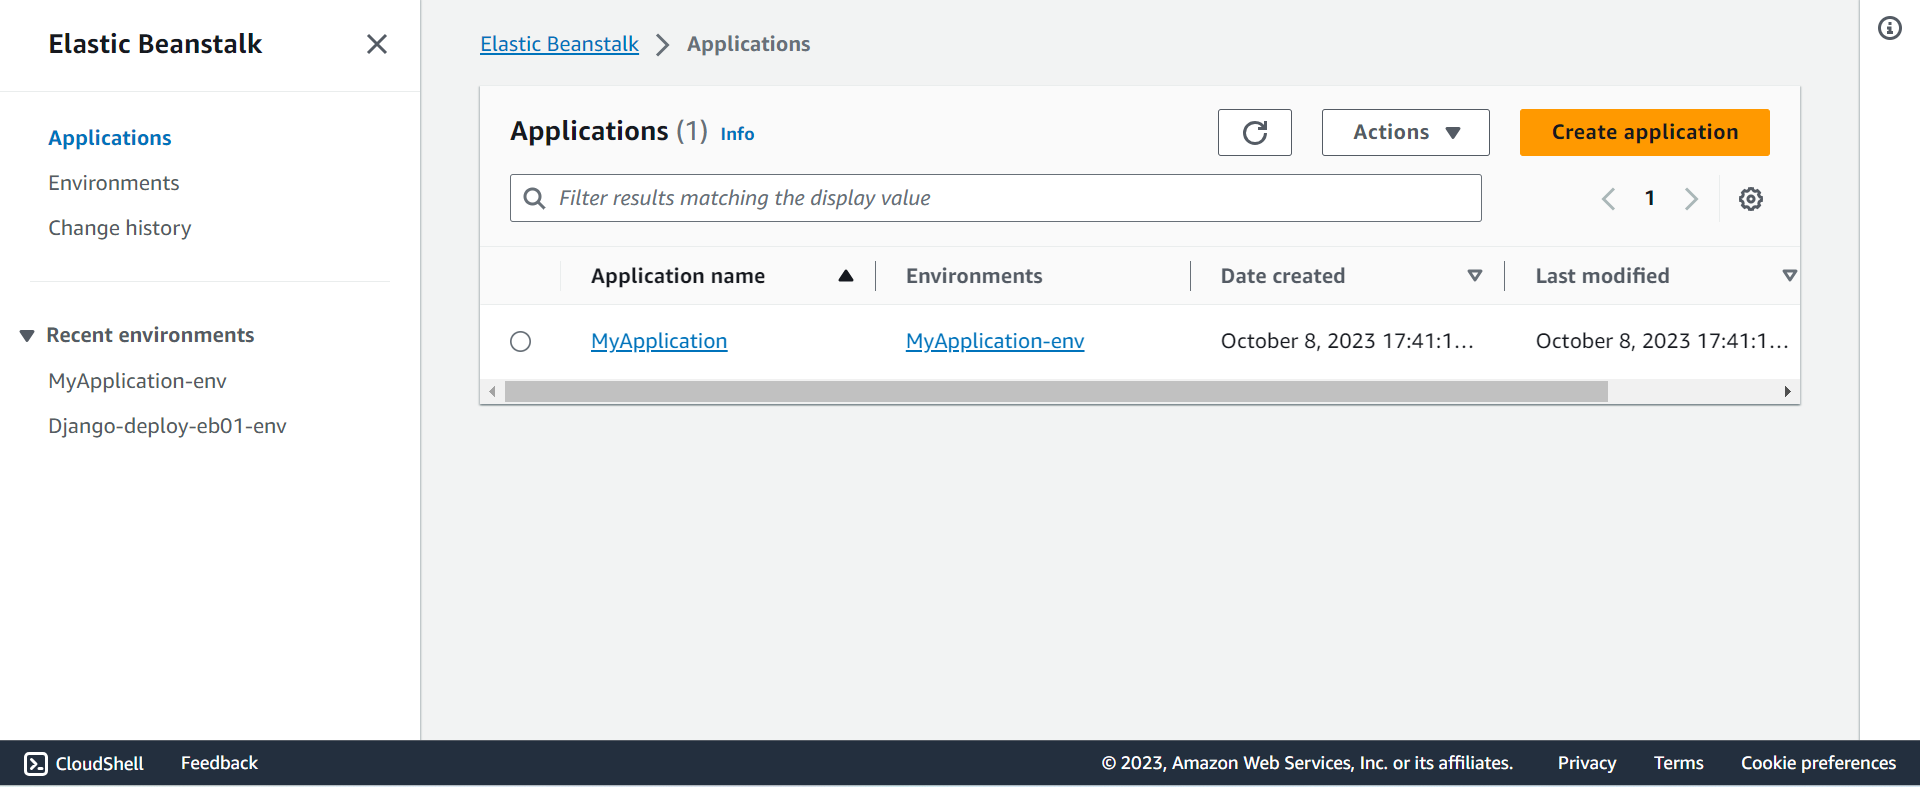 Elastic Beanstalk
Applications
Environments
Change history
Recent environments
MyApplication-env
Django-deploy-eb01-env
Elastic Beanstalk > Applications
Applications (1) Info
Actions
Create application
Filter results matching the display value
1
Application name Environments Date created Last modified
MyApplication MyApplication-env October 8, 2023 17:41:1... October 8, 2023 17:41:1...
CloudShell Feedback © 2023, Amazon Web Services, Inc. or its affiliates. Privacy Terms Cookie preferences